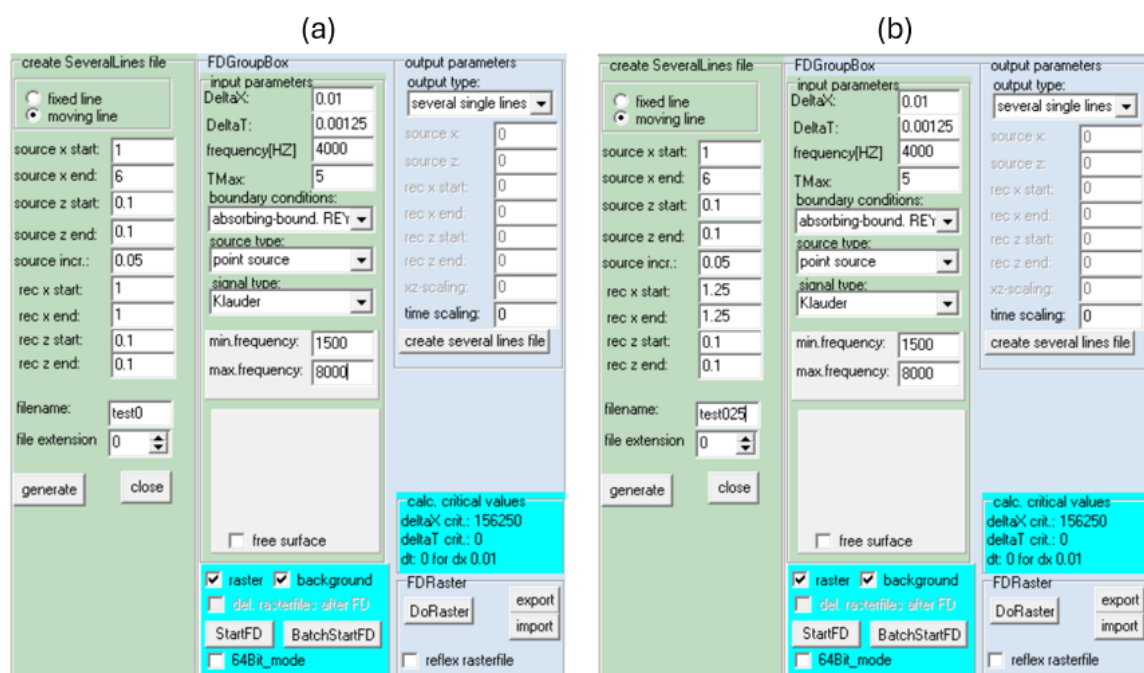 (a)
create SeveralLines file
fixed line
moving line
source x start: 1
source x end: 6
source z start: 0.1
source z end: 0.1
source incr.: 0.05
rec x start: 1
rec x end: 1
rec z start: 0.1
rec z end: 0.1
filename: test0
file extension 0
generate close
FDGroupBox
input parameters
DeltaX: 0.01
DeltaT: 0.00125
frequency[HZ] 4000
TMax: 5
boundary conditions:
absorbing-bound. RE'r
source type:
point source
signal type:
Klauder
min.frequency: 1500
max.frequency: 8000
free surface
raster background
del. rasterfiles after FD
StartFD BatchStartFD
64Bit_mode
output parameters
output type:
several single lines
source x: 0
source z: 0
rec x start: 0
rec x end: 0
rec z start: 0
rec z end: 0
xz-scaling: 0
time scaling: 0
create several lines file
calc. critical values
deltaX crit.: 156250
deltaT crit.: 0
dt: 0 for dx 0.01
FDRaster
DoRaster export
import
reflex rasterfile
(b)
create SeveralLines file
fixed line
moving line
source x start: 1
source x end: 6
source z start: 0.1
source z end: 0.1
source incr.: 0.05
rec x start: 1.25
rec x end: 1.25
rec z start: 0.1
rec z end: 0.1
filename: test025
file extension 0
generate close
FDGroupBox
input parameters
DeltaX: 0.01
DeltaT: 0.00125
frequency[HZ] 4000
TMax: 5
boundary conditions:
absorbing-bound. RE'r
source type:
point source
signal type:
Klauder
min.frequency: 1500
max.frequency: 8000
free surface
raster background
del. rasterfiles after FD
StartFD BatchStartFD
64Bit_mode
output parameters
output type:
several single lines
source x: 0
source z: 0
rec x start: 0
rec x end: 0
rec z start: 0
rec z end: 0
xz-scaling: 0
time scaling: 0
create several lines file
calc. critical values
deltaX crit.: 156250
deltaT crit.: 0
dt: 0 for dx 0.01
FDRaster
DoRaster export
import
reflex rasterfile